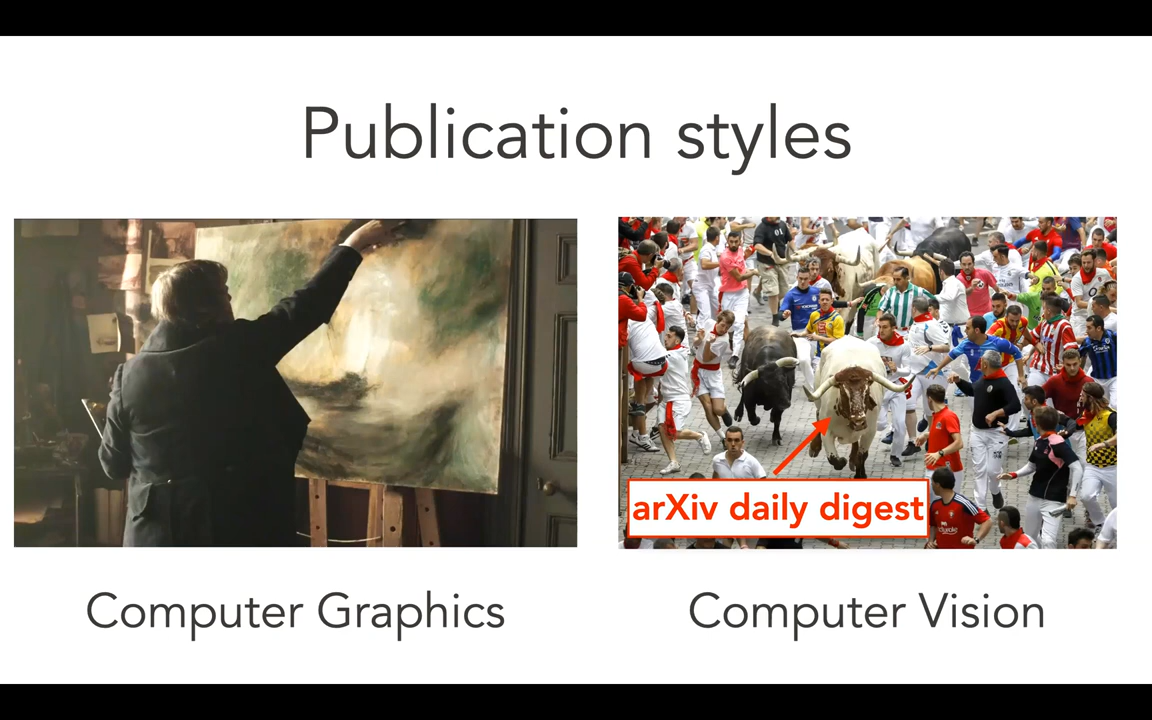 Publication styles
arXiv daily digest
Computer Graphics
Computer Vision